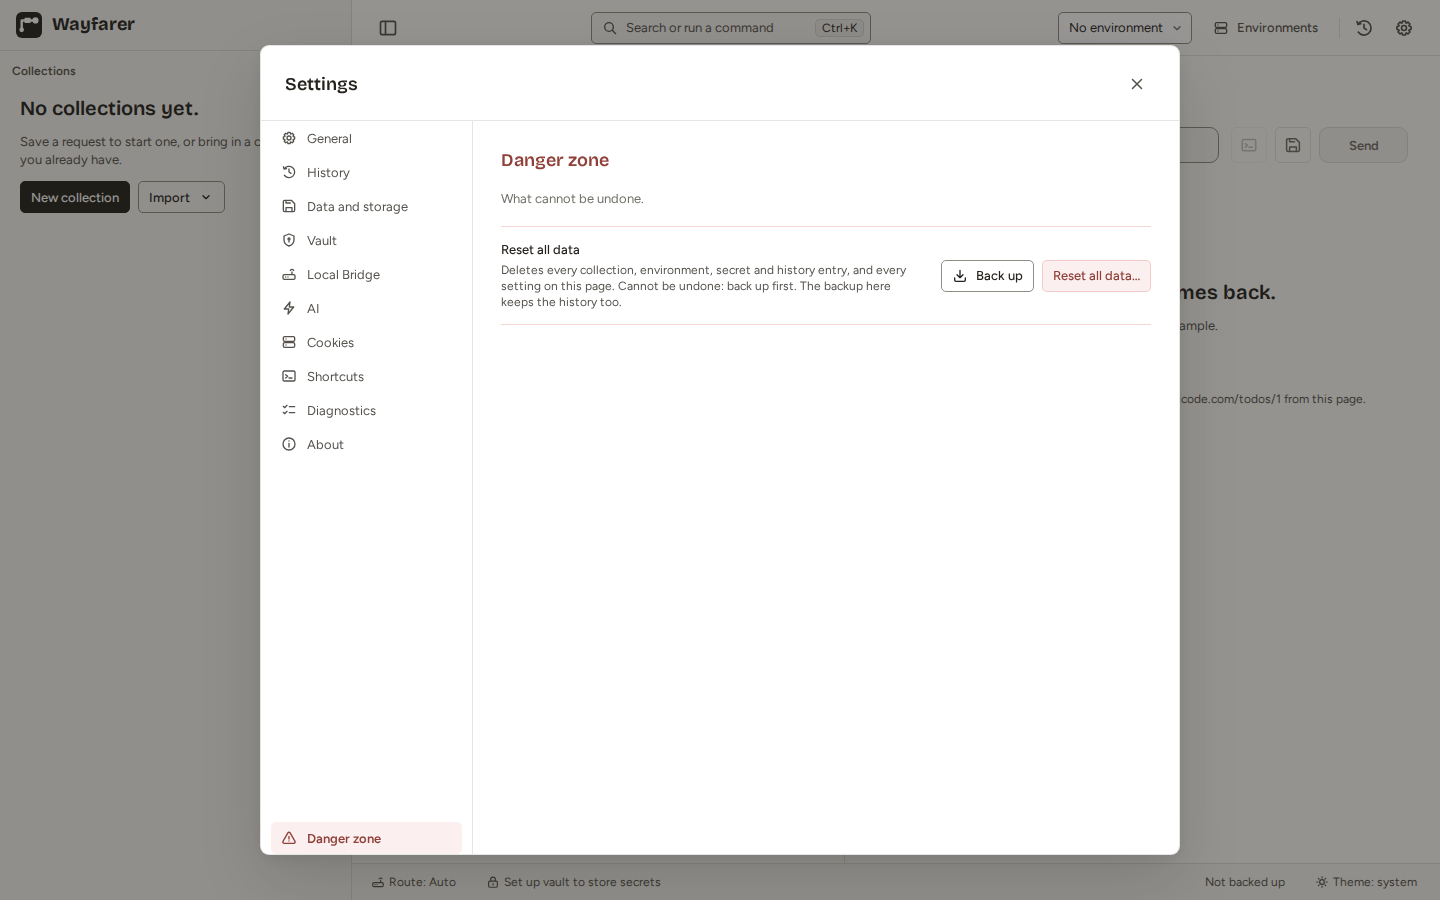 Wayfarer
Search or run a command
Ctrl+K
No environment
Environments
Collections
No collections yet.
Save a request to start one, or bring in a c
you already have.
New collection
Import
Send
mes back.
ample.
code.com/todos/1 from this page.
Settings
General
History
Data and storage
Vault
Local Bridge
AI
Cookies
Shortcuts
Diagnostics
About
Danger zone
Danger zone
What cannot be undone.
Reset all data
Deletes every collection, environment, secret and history entry, and every
setting on this page. Cannot be undone: back up first. The backup here
keeps the history too.
Back up
Reset all data...
Route: Auto
Set up vault to store secrets
Not backed up
Theme: system